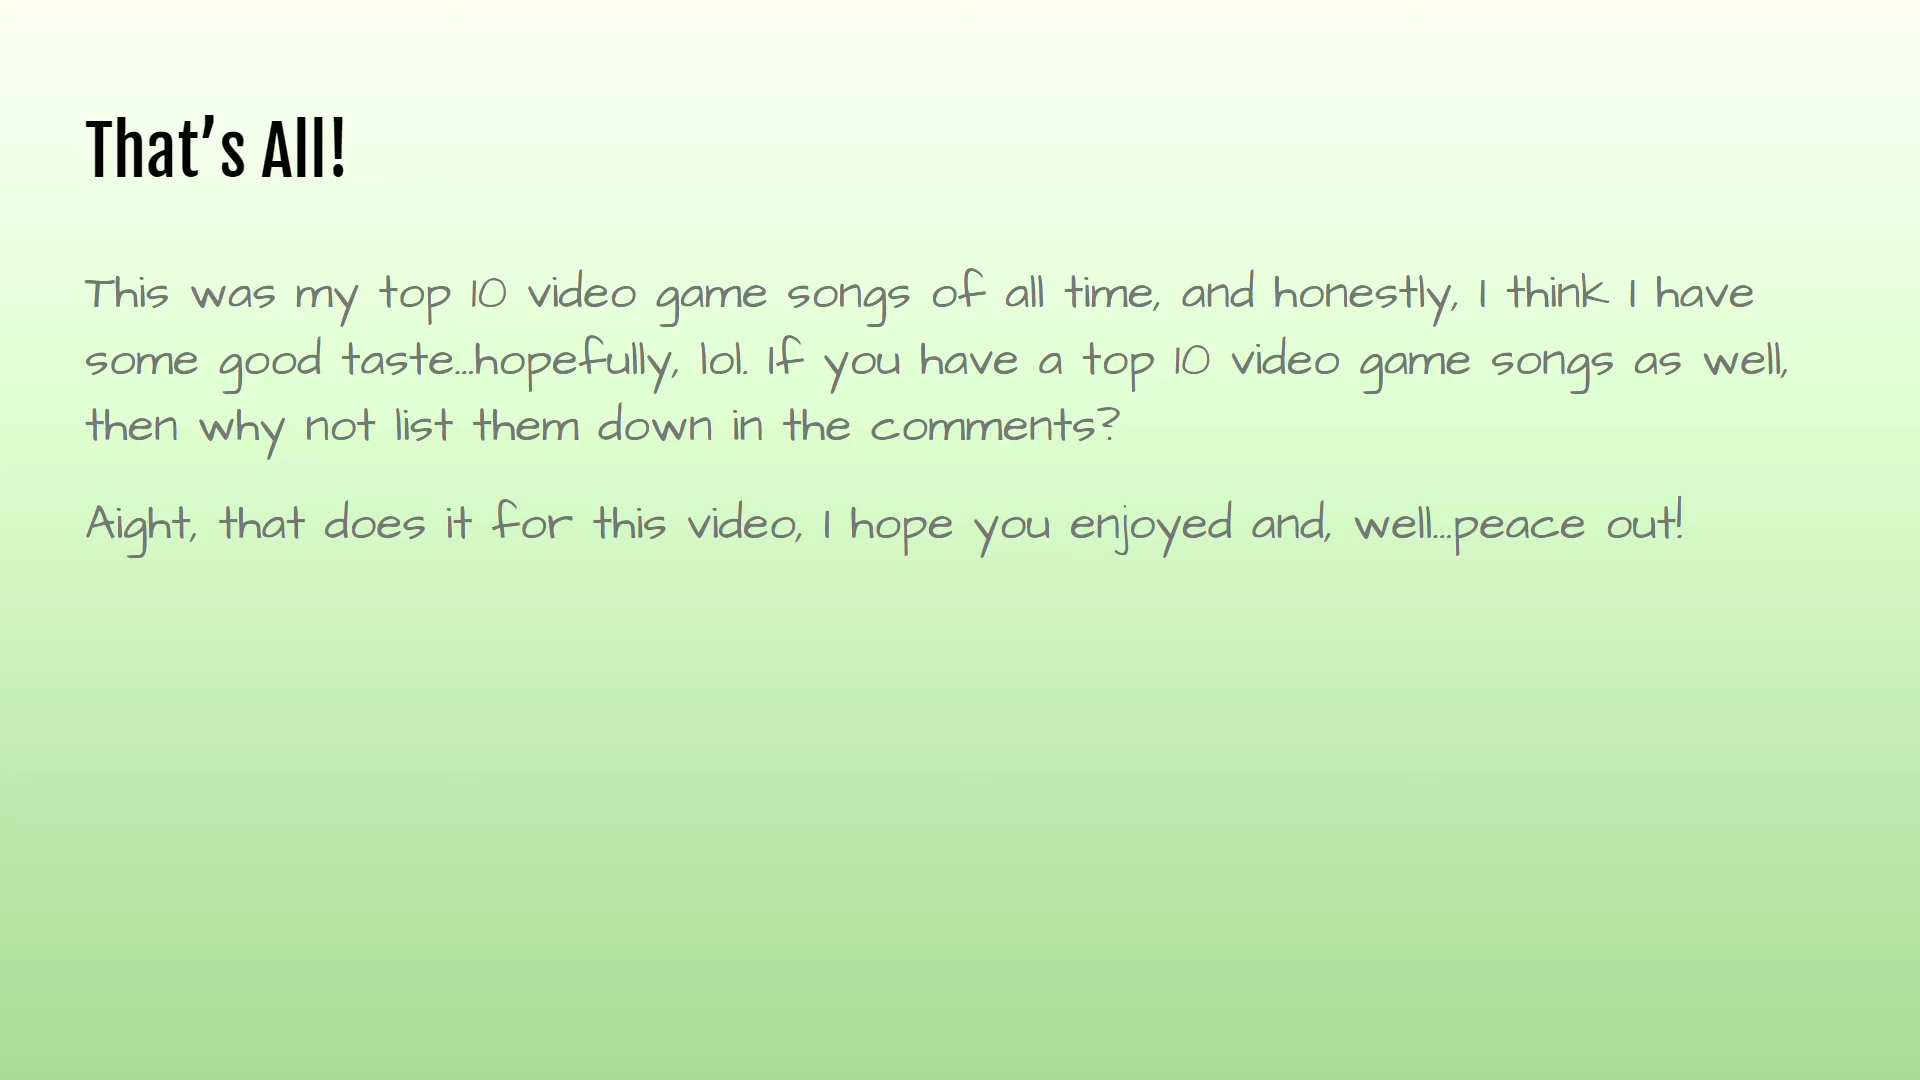 That’s All!
This was my top 10 video game songs of all time, and honestly, I think I have
some good taste...hopefully, lol. If you have a top 10 video game songs as well,
then why not list them down in the comments?
Aight, that does it for this video, I hope you enjoyed and, well...peace out!